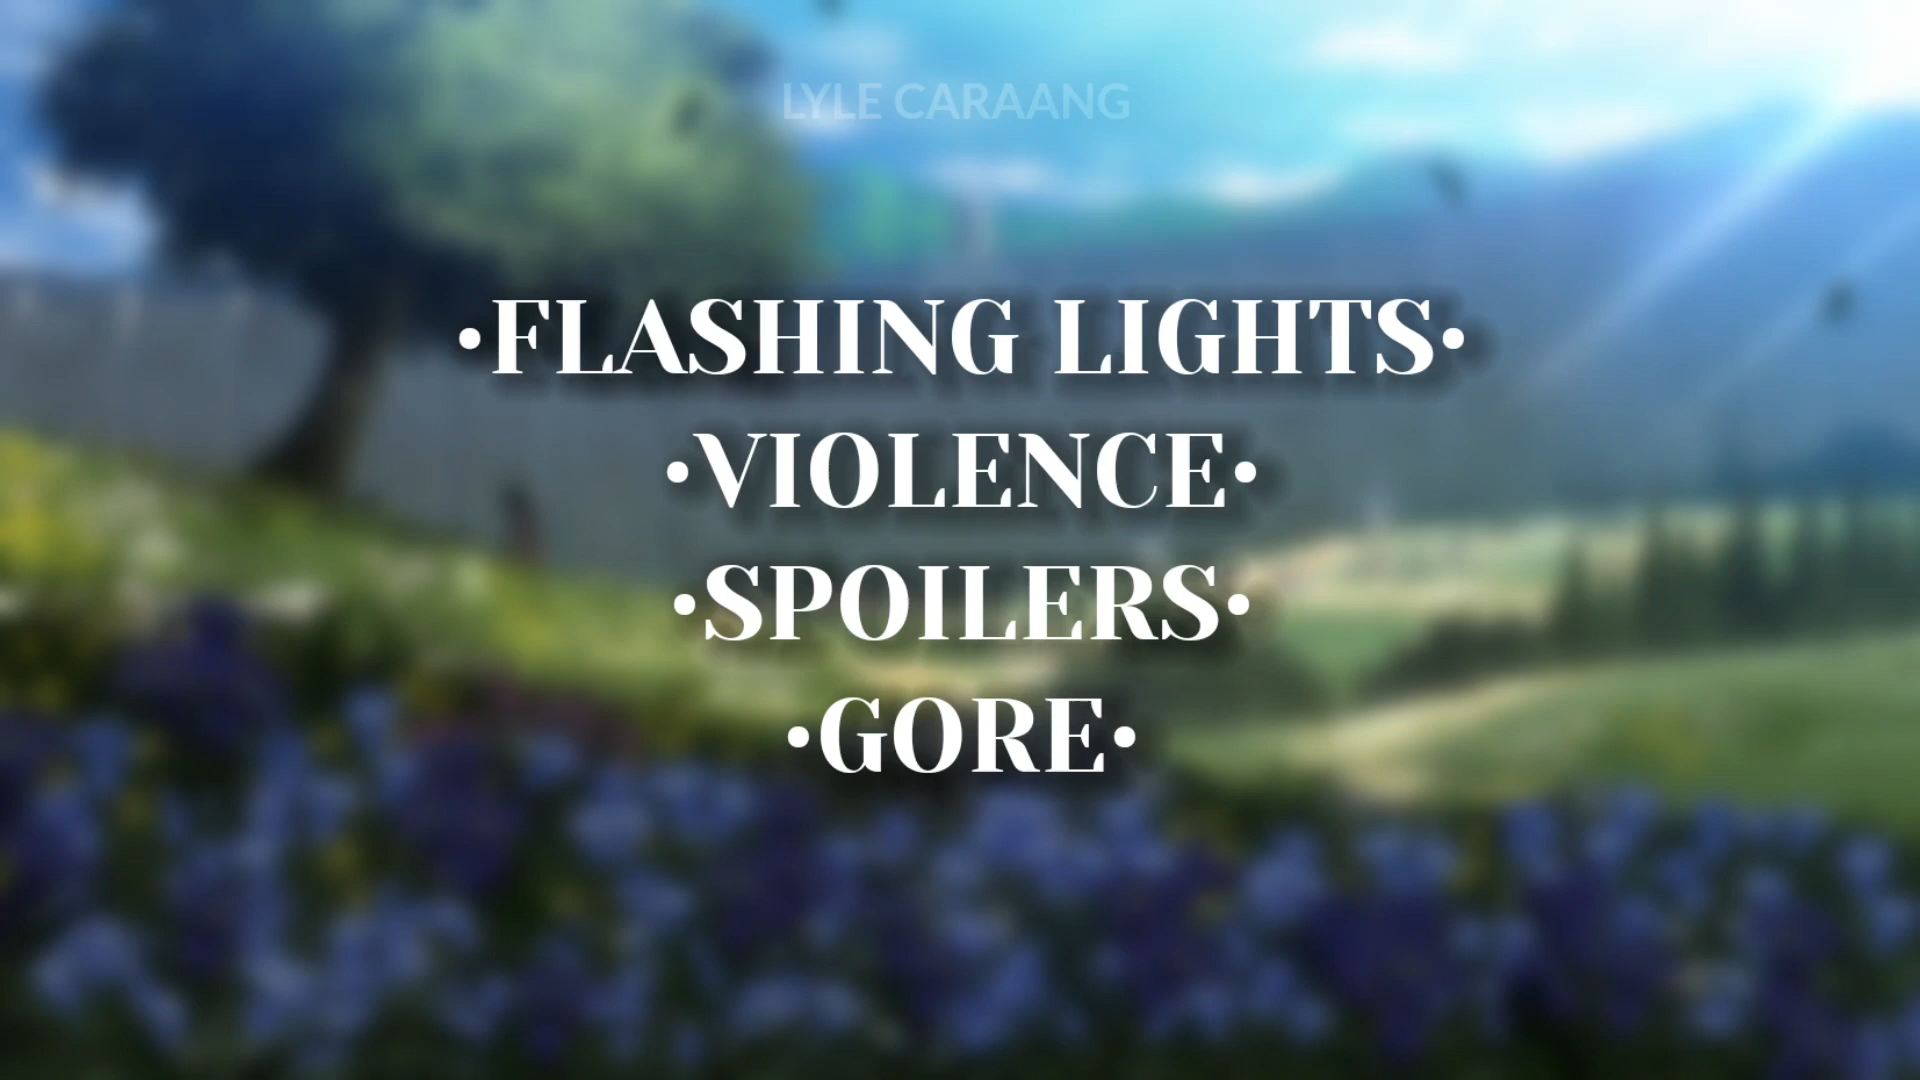 LYLE CARAANG
•FLASHING LIGHTS•
•VIOLENCE•
•SPOILERS•
•GORE•